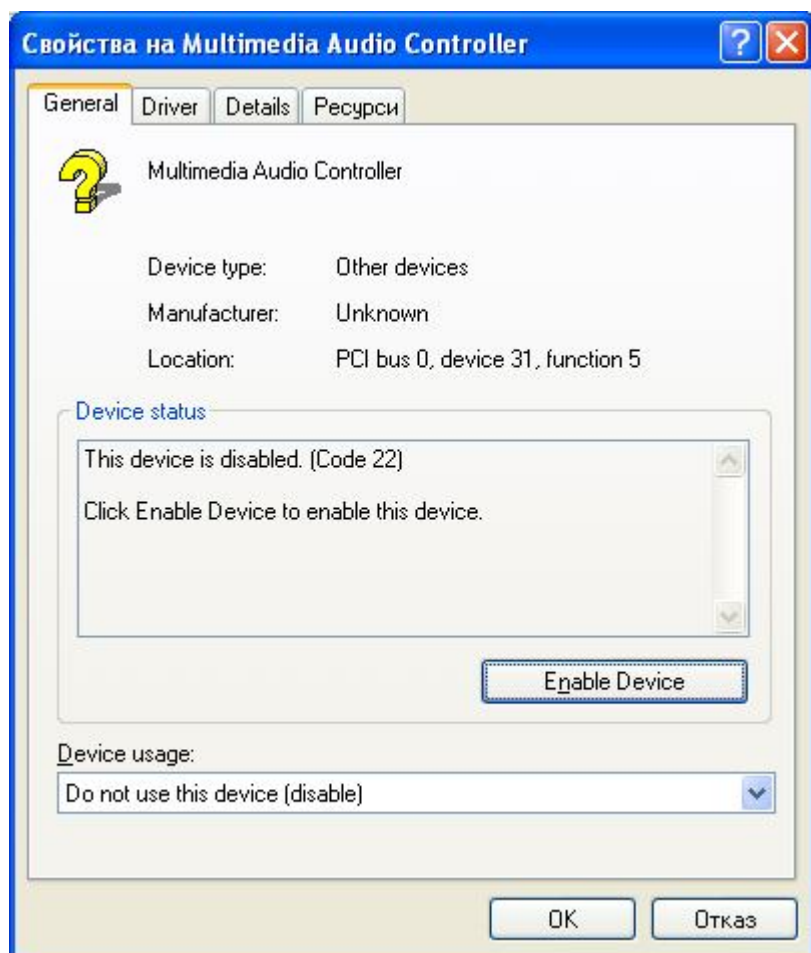 Свойства на Multimedia Audio Controller
General Driver Details Ресурси
Multimedia Audio Controller
Device type: Other devices
Manufacturer: Unknown
Location: PCI bus 0, device 31, function 5
Device status
This device is disabled. (Code 22)
Click Enable Device to enable this device.
Enable Device
Device usage:
Do not use this device (disable)
OK Отказ